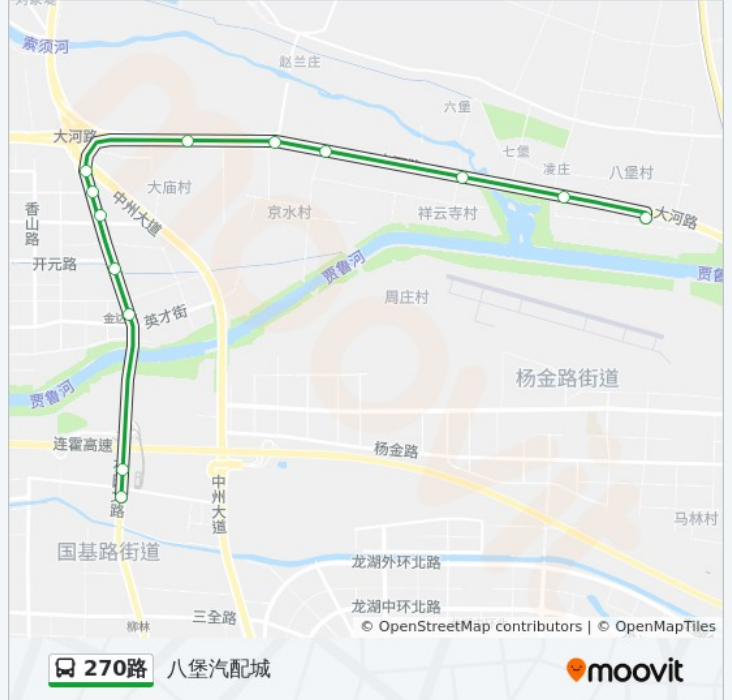 索须河
赵兰庄
六堡
大河路
七堡
凌庄
八堡村
大庙村
中州大道
香山路
京水村
祥云寺村
大河路
开元路
贾鲁河
贾鲁
周庄村
英才街
杨金路街道
贾鲁河
连霍高速
杨金路
中州大道
路
马林村
国基路街道
龙湖外环北路
龙湖中环北路
三全路
柳林
© OpenStreetMap contributors | © OpenMapTiles
270路 八堡汽配城
moovit